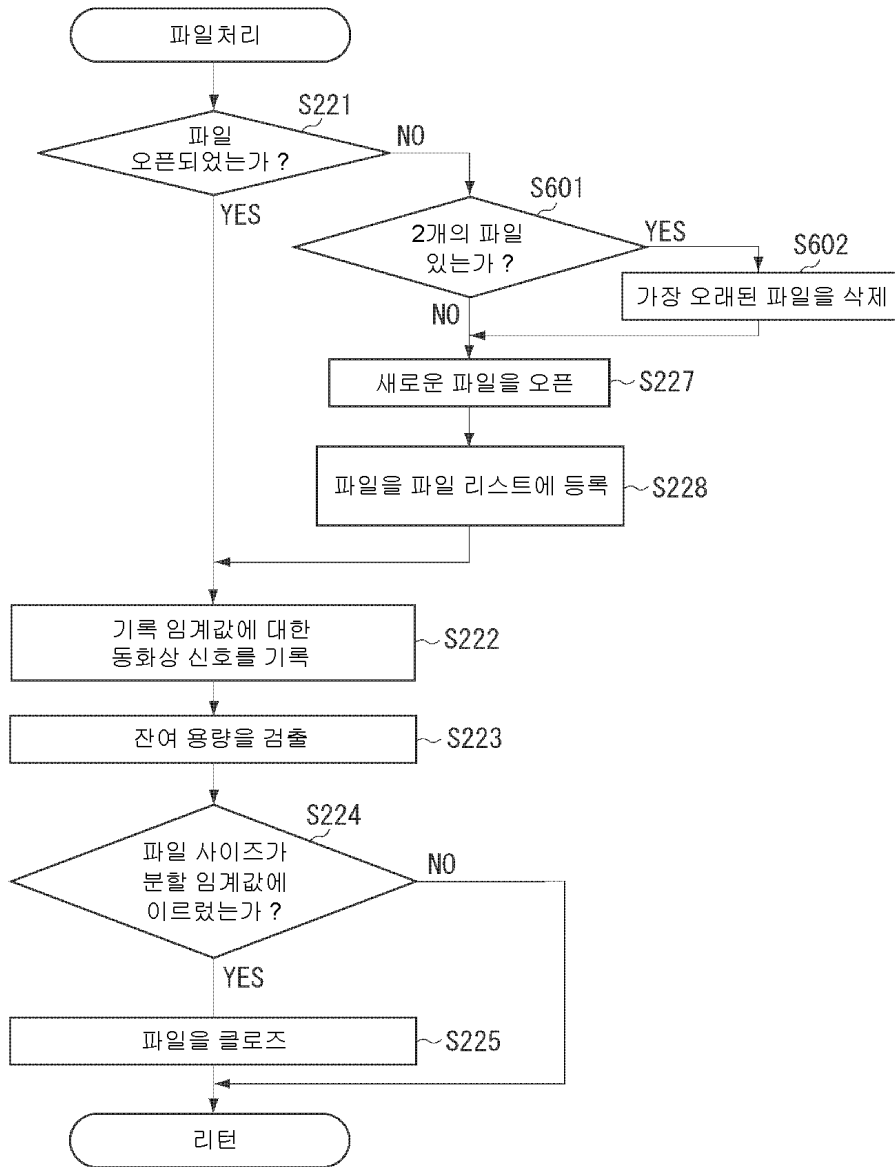 파일처리
S221
파일
오픈되었는가 ?
NO
YES
S601
2개의 파일
있는가 ?
YES
S602
가장 오래된 파일을 삭제
NO
새로운 파일을 오픈
S227
파일을 파일 리스트에 등록
S228
기록 임계값에 대한
동화상 신호를 기록
S222
잔여 용량을 검출
S223
S224
파일 사이즈가
분할 임계값에
이르렀는가 ?
NO
YES
파일을 클로즈
S225
리턴